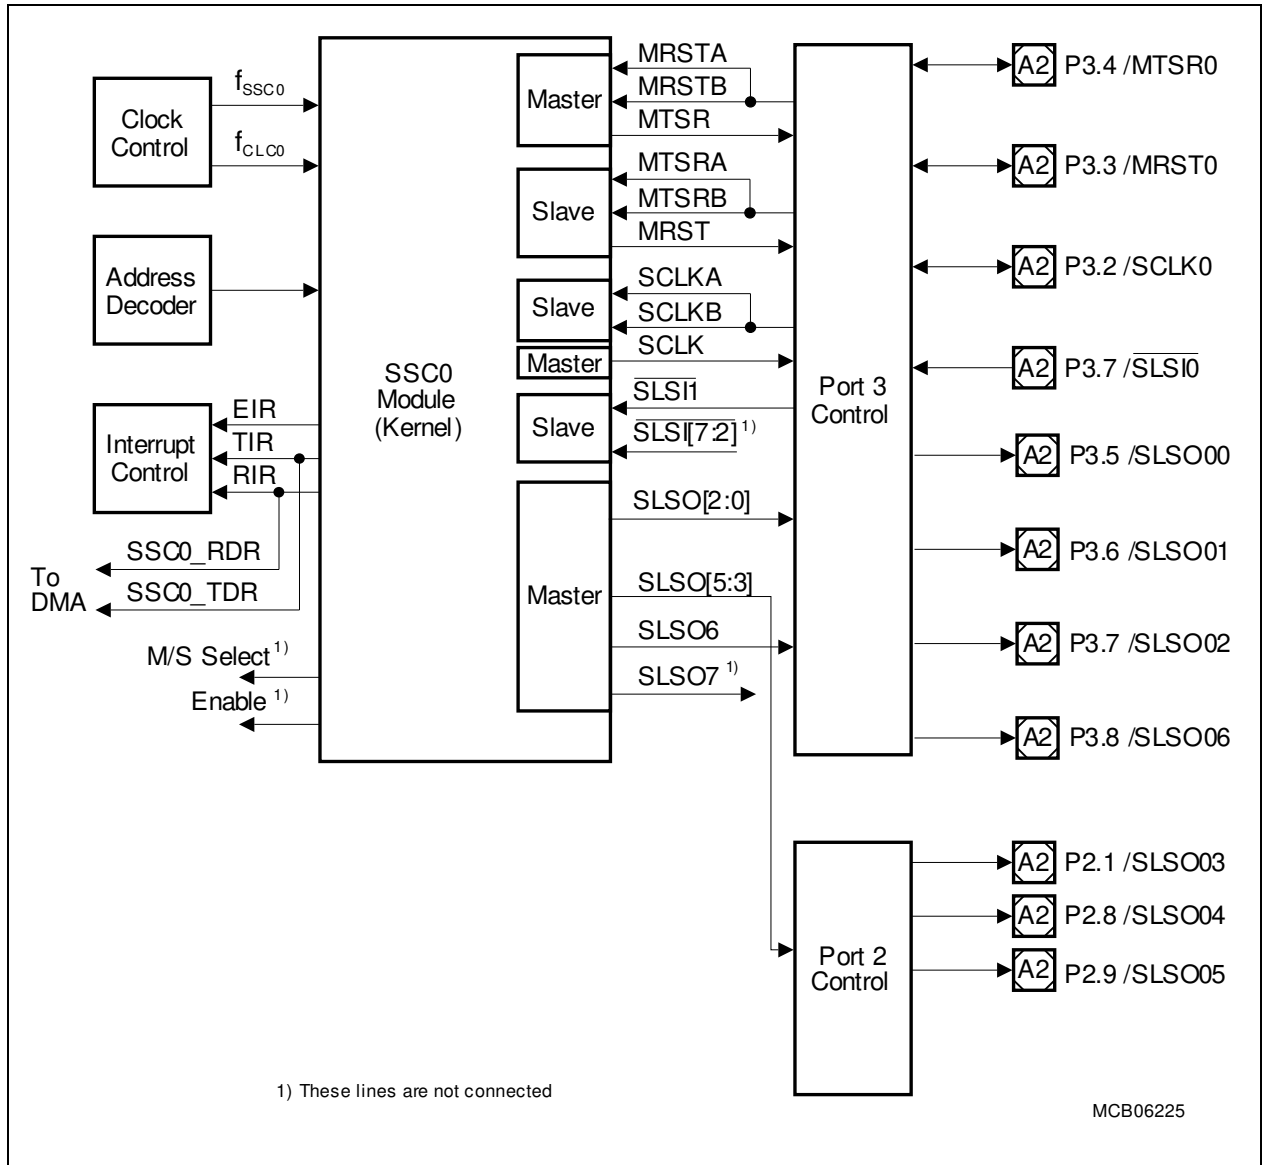 Clock
Control
fSSC0
fCLC0
Address
Decoder
Interrupt
Control
EIR
TIR
RIR
SSC0_RDR
SSC0_TDR
To
DMA
M/S Select 1)
Enable 1)
SSC0
Module
(Kernel)
Master
Slave
Slave
Master
Slave
Master
MRSTA
MRSTB
MTSR
MTSRA
MTSRB
MRST
SCLKA
SCLKB
SCLK
SLSI1
SLSI[7:2] 1)
SLSO[2:0]
SLSO[5:3]
SLSO6
SLSO7 1)
Port 3
Control
A2 P3.4 /MTSR0
A2 P3.3 /MRST0
A2 P3.2 /SCLK0
A2 P3.7 /SLSI0
A2 P3.5 /SLSO00
A2 P3.6 /SLSO01
A2 P3.7 /SLSO02
A2 P3.8 /SLSO06
Port 2
Control
A2 P2.1 /SLSO03
A2 P2.8 /SLSO04
A2 P2.9 /SLSO05
1) These lines are not connected
MCB06225